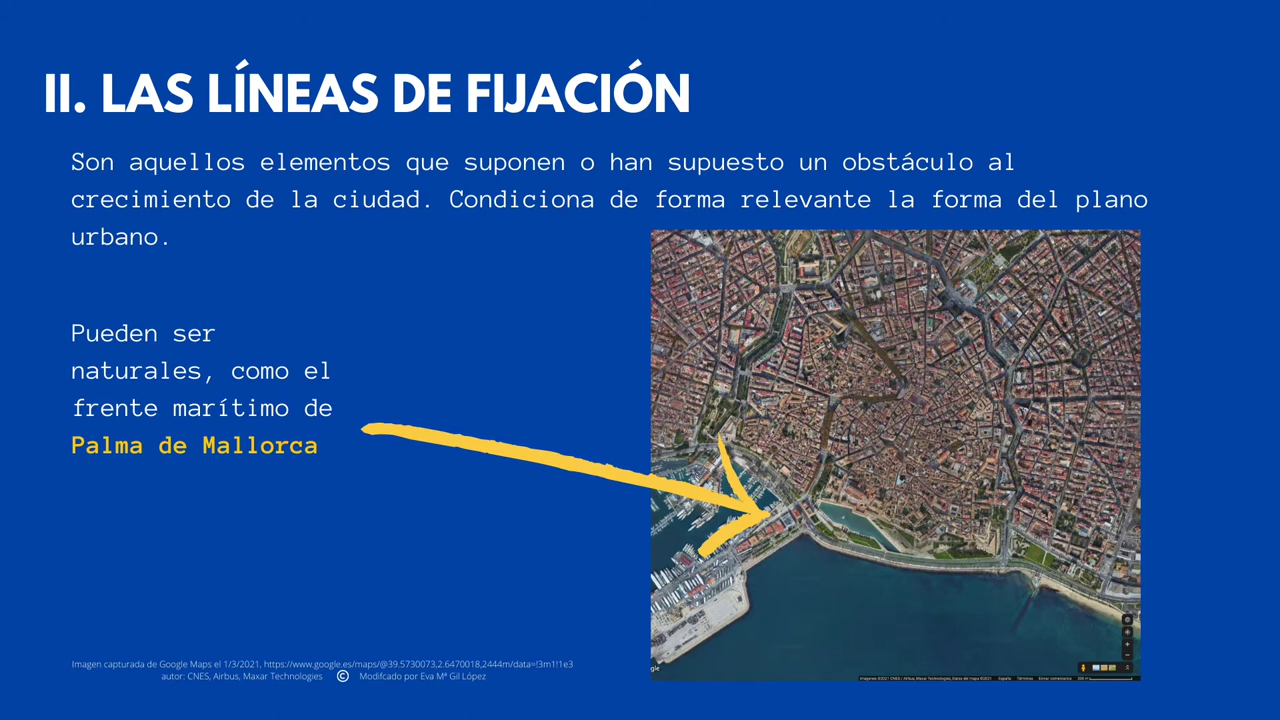 II. LAS LÍNEAS DE FIJACIÓN
Son aquellos elementos que suponen o han supuesto un obstáculo al
crecimiento de la ciudad. Condiciona de forma relevante la forma del plano
urbano.
Pueden ser
naturales, como el
frente marítimo de
Palma de Mallorca
Imagen capturada de Google Maps el 1/3/2021, https://www.google.es/maps/@39.5730073,2.6470018,2444m/data=!3m1!1e3
autor: CNES, Airbus, Maxar Technologies © Modifcado por Eva Mª Gil López